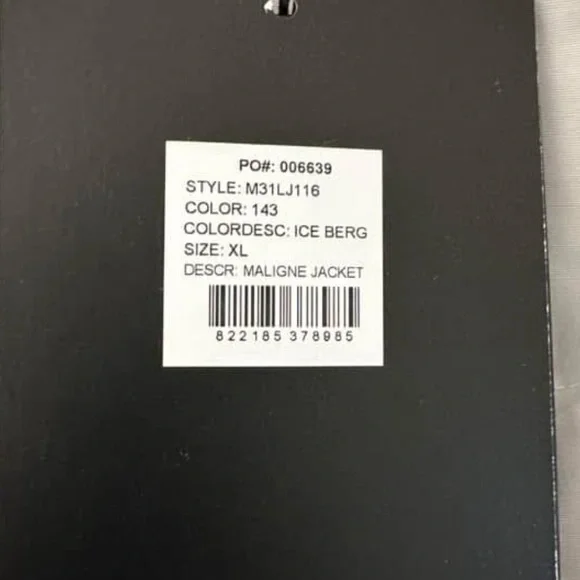 PO#: 006639
STYLE: M31LJ116
COLOR: 143
COLORDESC: ICE BERG
SIZE: XL
DESCR: MALIGNE JACKET
822185 378985